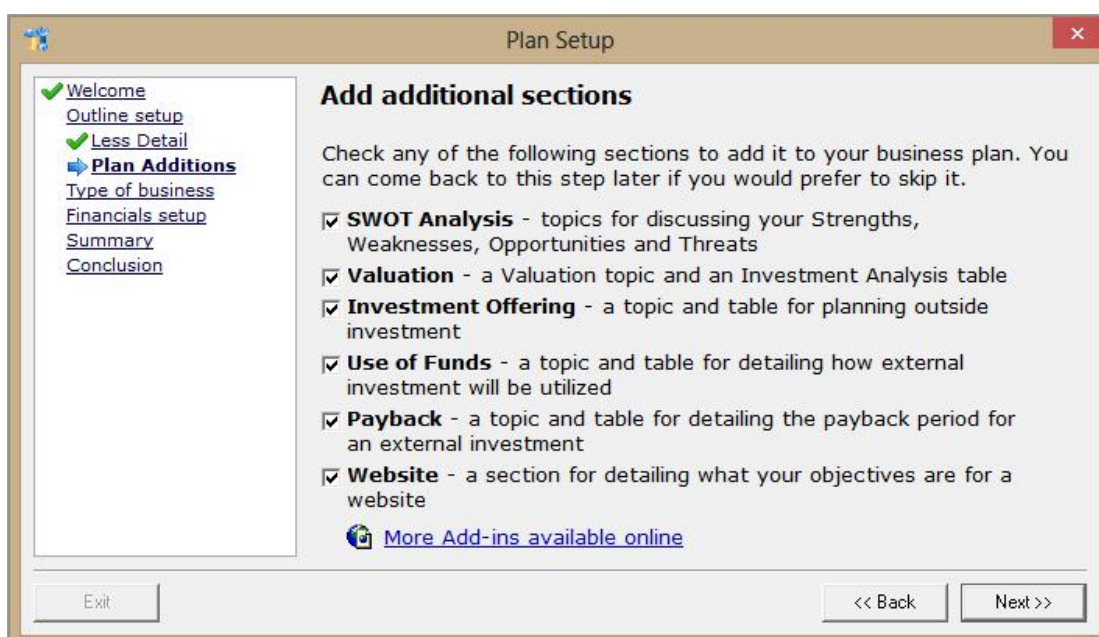 Plan Setup
Welcome
Outline setup
Less Detail
Plan Additions
Type of business
Financials setup
Summary
Conclusion
Add additional sections
Check any of the following sections to add it to your business plan. You
can come back to this step later if you would prefer to skip it.
SWOT Analysis - topics for discussing your Strengths,
Weaknesses, Opportunities and Threats
Valuation - a Valuation topic and an Investment Analysis table
Investment Offering - a topic and table for planning outside
investment
Use of Funds - a topic and table for detailing how external
investment will be utilized
Payback - a topic and table for detailing the payback period for
an external investment
Website - a section for detailing what your objectives are for a
website
More Add-ins available online
Exit
<< Back
Next >>